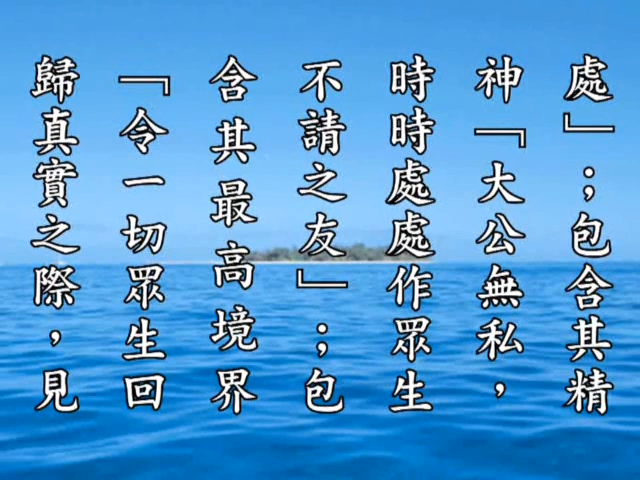 處」；包含其精
神「大公無私，
時時處處作眾生
不請之友」；包
含其最高境界
「令一切眾生回
歸真實之際，見